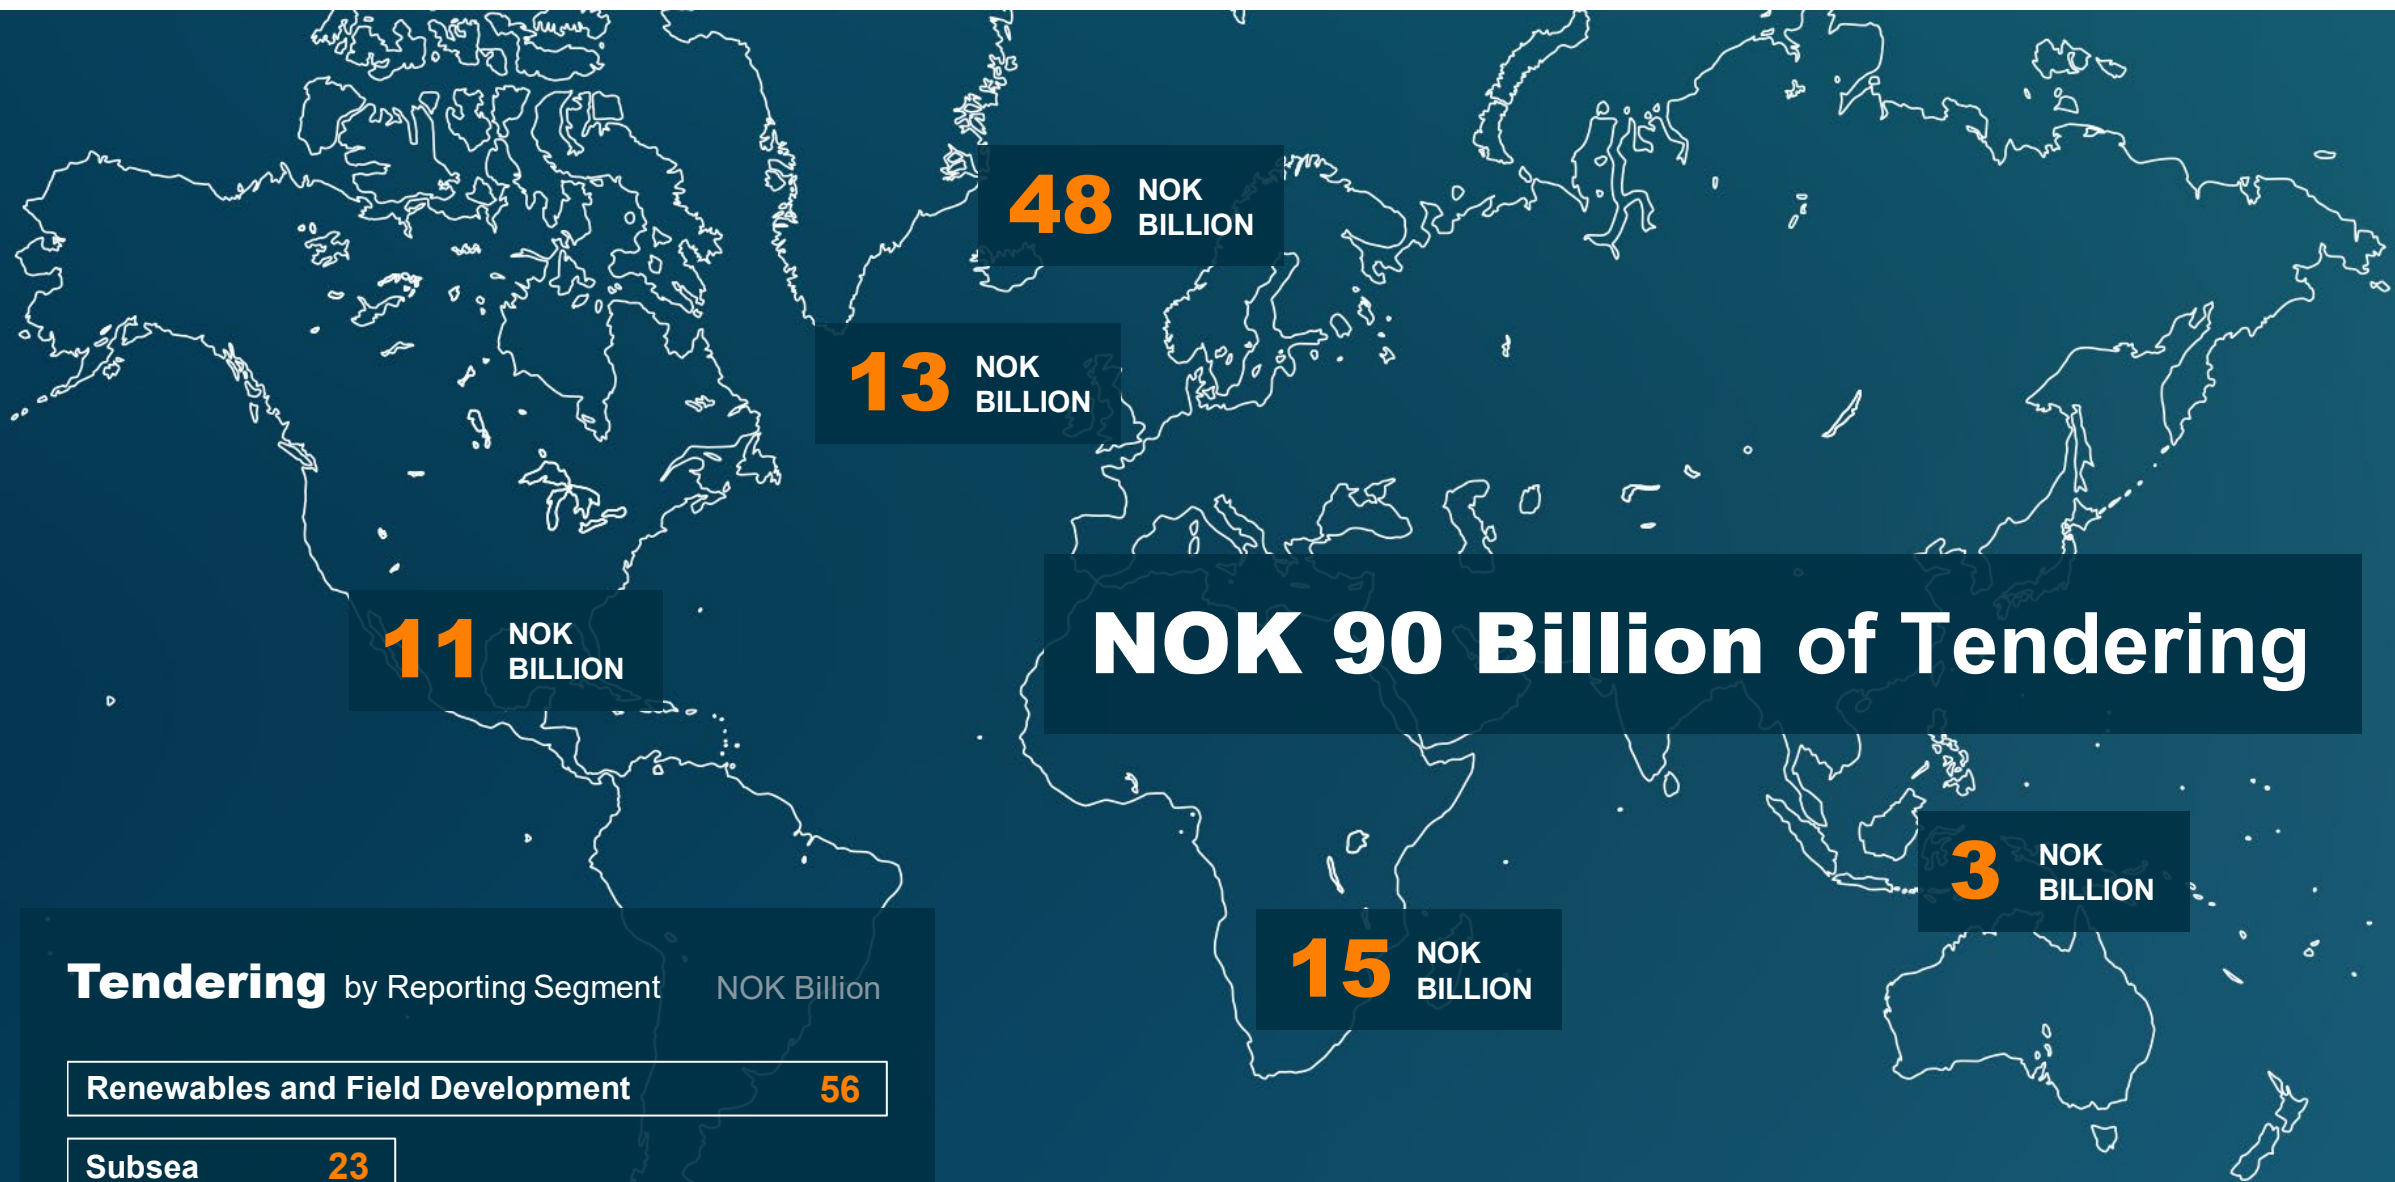 48 NOK
BILLION
13 NOK
BILLION
11 NOK
BILLION
NOK 90 Billion of Tendering
3 NOK
BILLION
15 NOK
BILLION
Tendering by Reporting Segment NOK Billion
Renewables and Field Development 56
Subsea 23